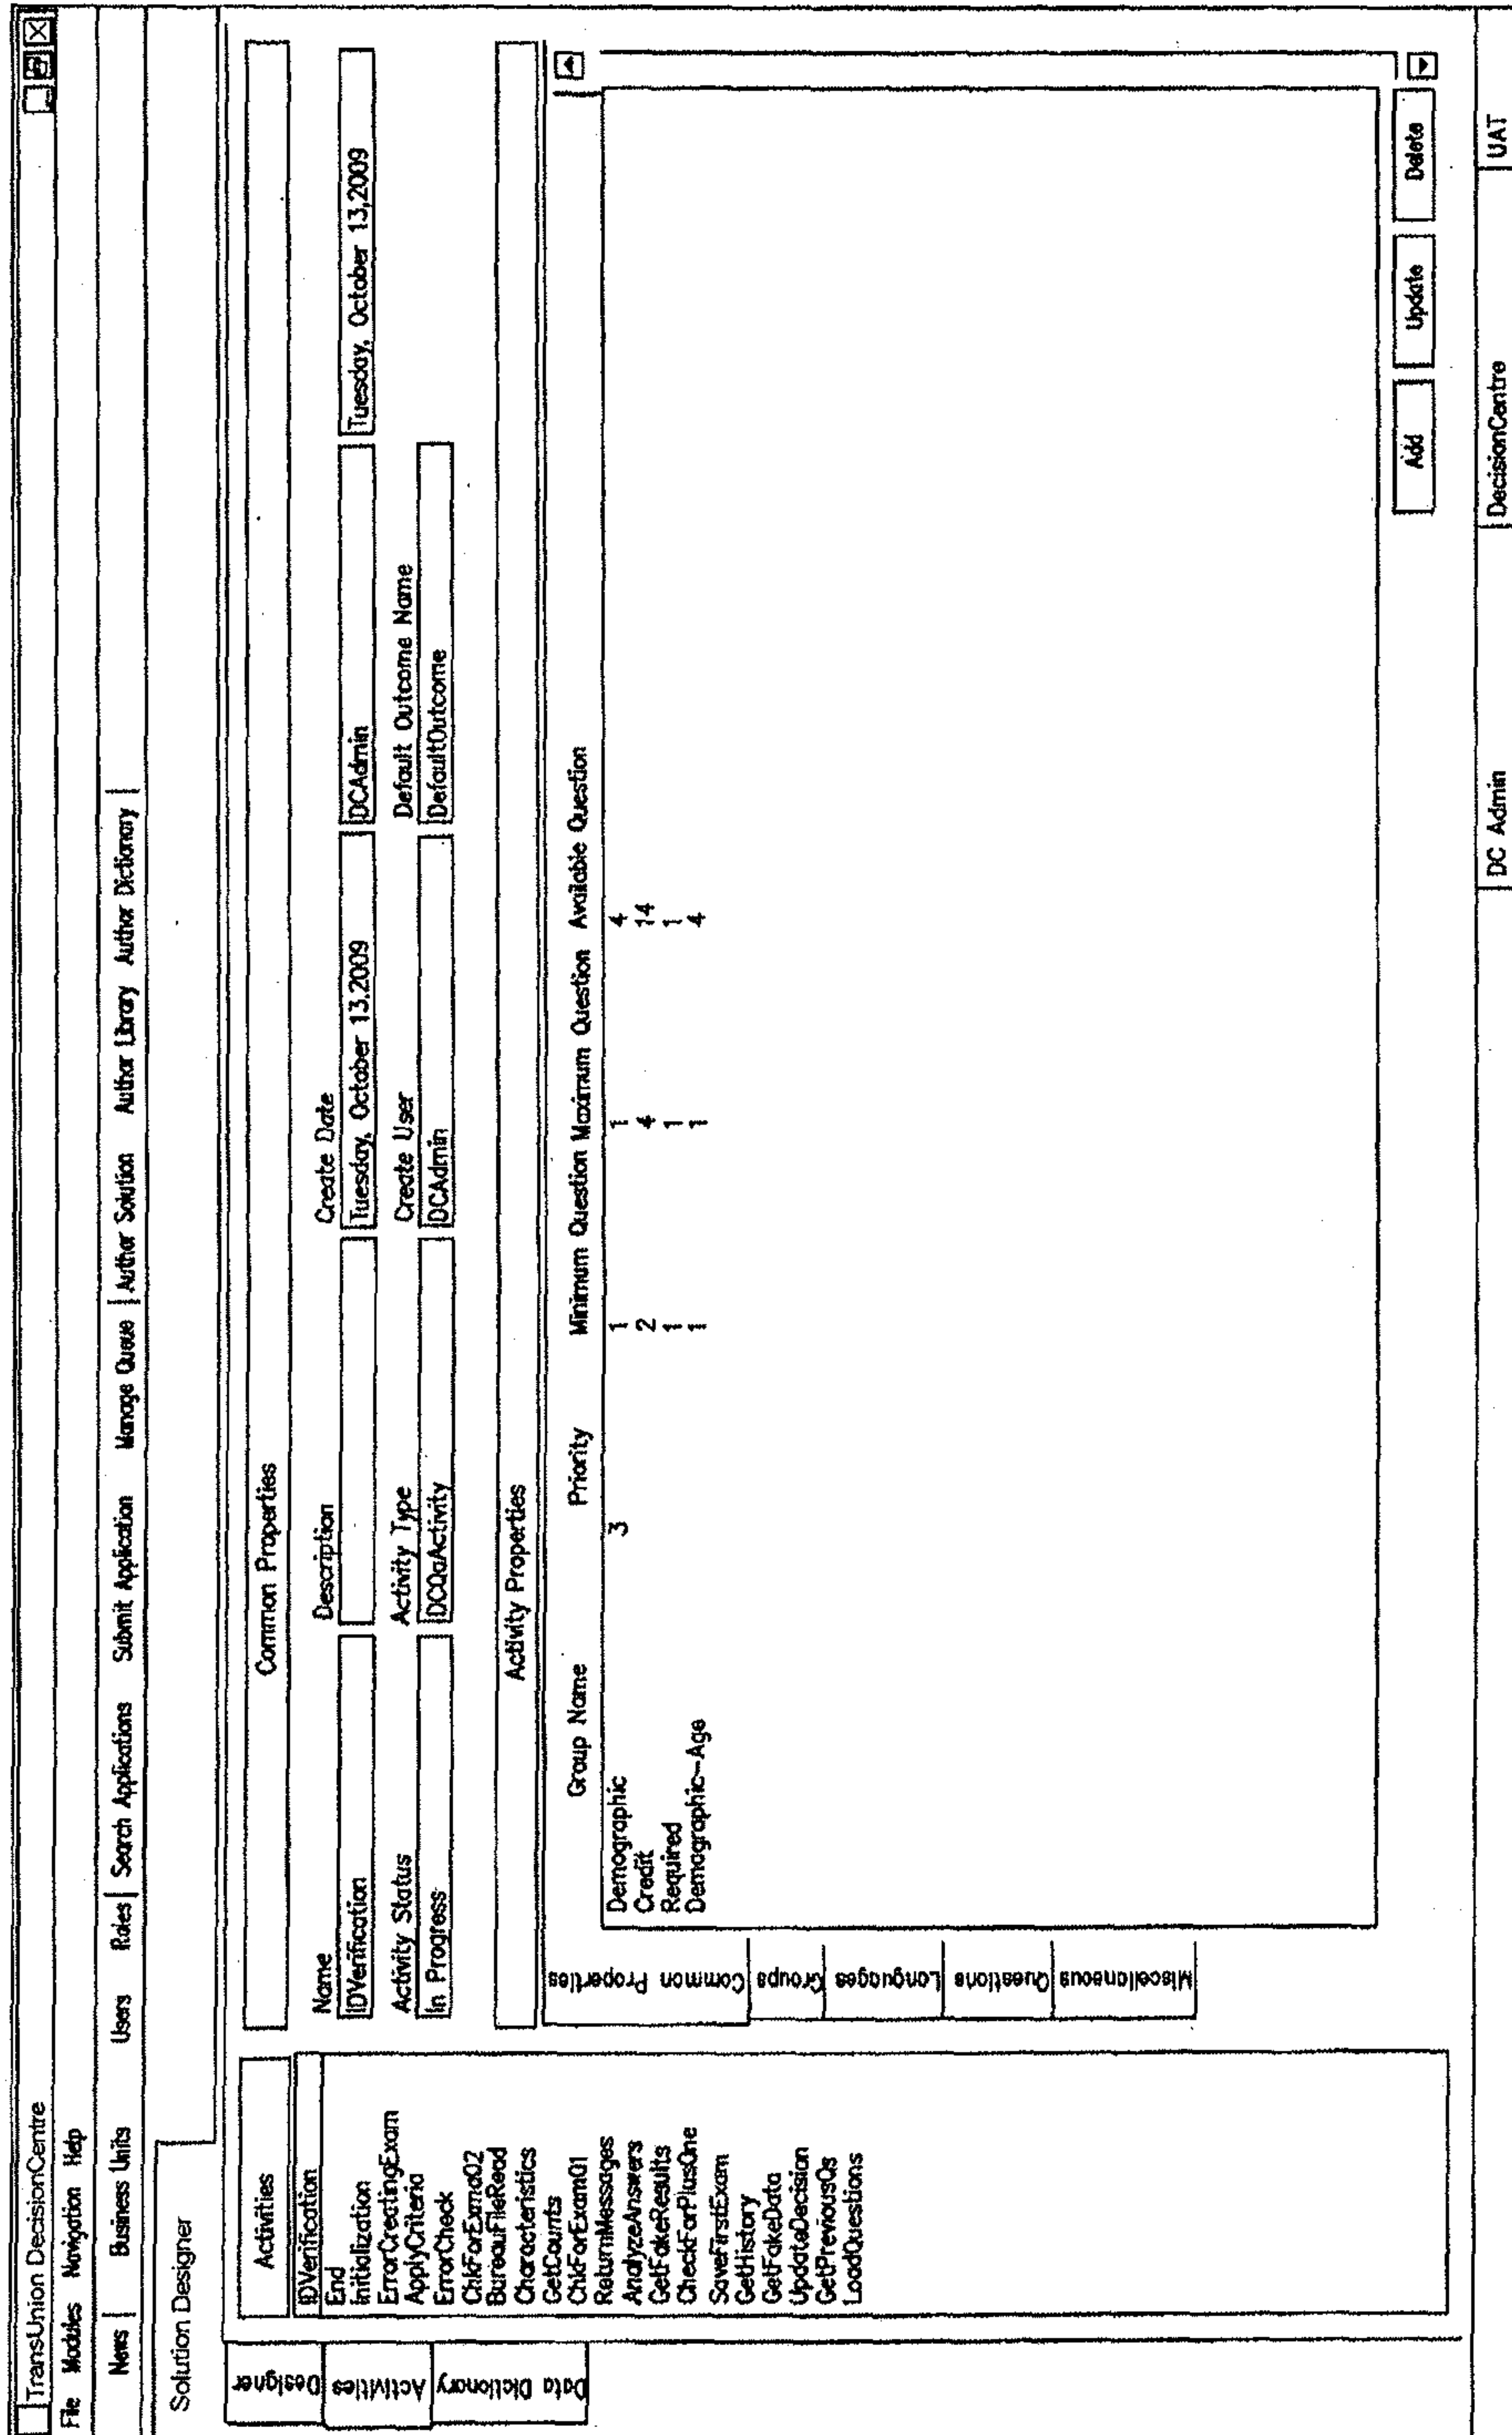 TransUnion DecisionCentre
File Modules Navigation Help
News Business Units Users Roles Search Applications Submit Application Manage Queue Author Solution Author Library Author Dictionary
Solution Designer
Designer
Activities
Data Dictionary
Activities
IDVerification
End
Initialization
ErrorCreatingExam
ApplyCriteria
ErrorCheck
ChkForExma02
BureauFileRead
Characteristics
GetCounts
ChkForExam01
ReturnMessages
AnalyzeAnswers
GetFakeResults
CheckForPlusOne
SaveFirstExam
GetHistory
GetFakeData
UpdateDecision
GetPreviousQs
LoadQuestions
Common Properties
Name Description Create Date
IDVerification Tuesday, October 13.2009 DCAdmin Tuesday, October 13,2009
Activity Status Activity Type Create User Default Outcome Name
In Progress DCQaActivity DCAdmin DefaultOutcome
Activity Properties
Common Properties
Groups
Languages
Questions
Miscellaneous
Group Name Priority Minimum Question Maximum Question Available Question
Demographic 3 1 1 4
Credit 2 4 14
Required 1 1 1
Demographic-Age 1 1 4
Add Update Delete
DC Admin DecisionCentre UAT